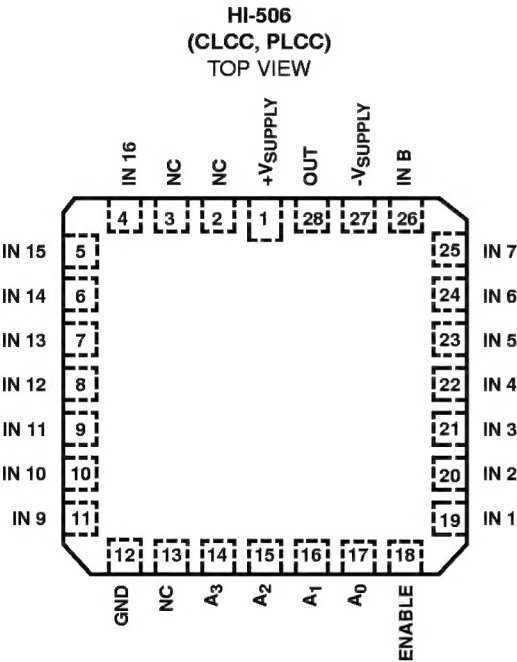 HI-506
(CLCC, PLCC)
TOP VIEW
IN 16
NC
NC
+VSUPPLY
OUT
-VSUPPLY
IN B
4
3
2
1
28
27
26
IN 15 5
IN 14 6
IN 13 7
IN 12 8
IN 11 9
IN 10 10
IN 9 11
25 IN 7
24 IN 6
23 IN 5
22 IN 4
21 IN 3
20 IN 2
19 IN 1
12
13
14
15
16
17
18
GND
NC
A3
A2
A1
A0
ENABLE